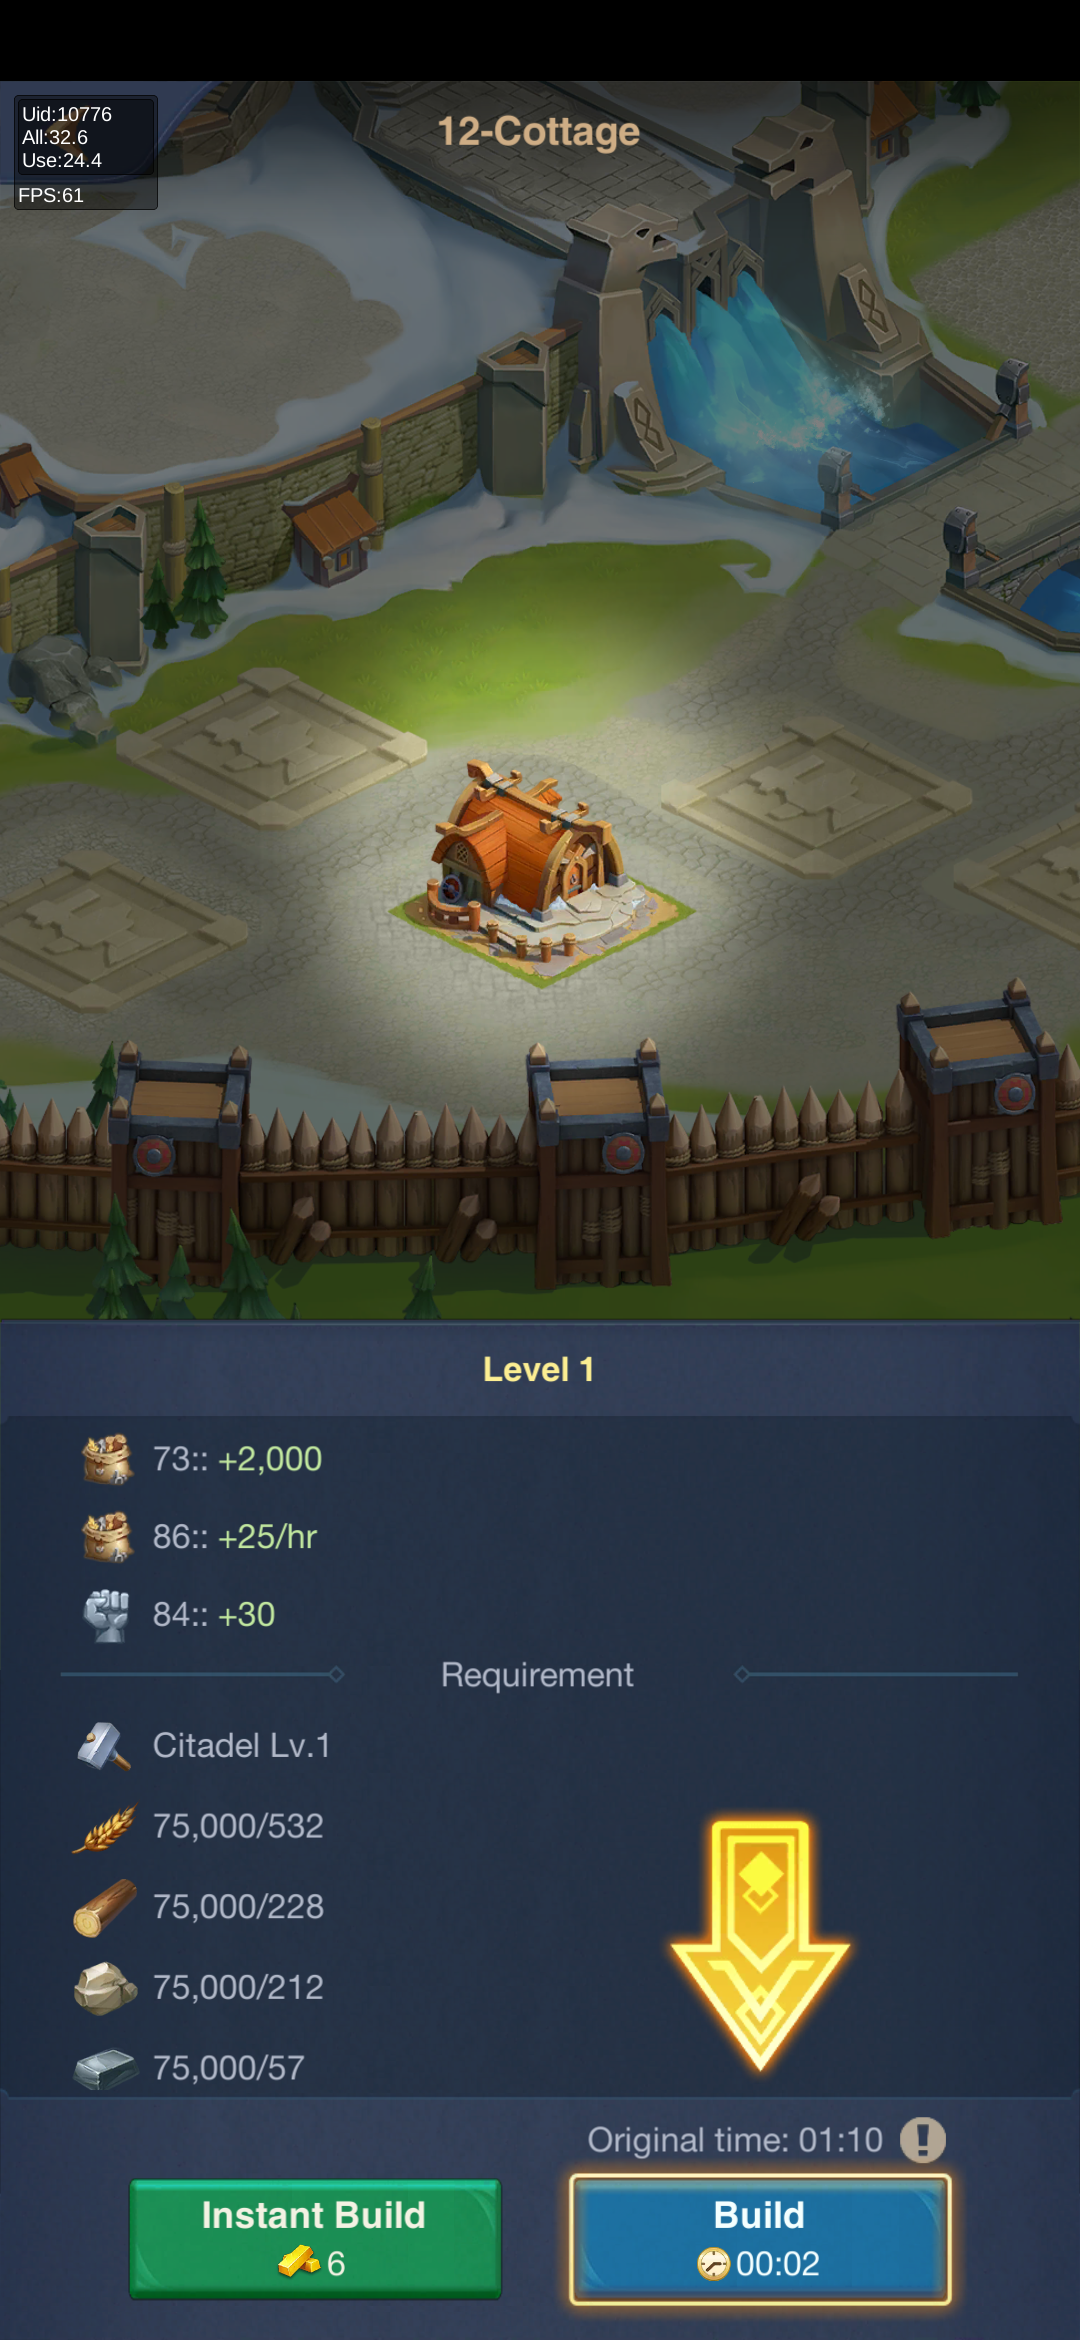 Uid:10776
All:32.6
Use:24.4
FPS:61
12-Cottage
Level 1
73:: +2,000
86:: +25/hr
84:: +30
Requirement
Citadel Lv.1
75,000/532
75,000/228
75,000/212
75,000/57
Original time: 01:10
Instant Build
6
Build
00:02